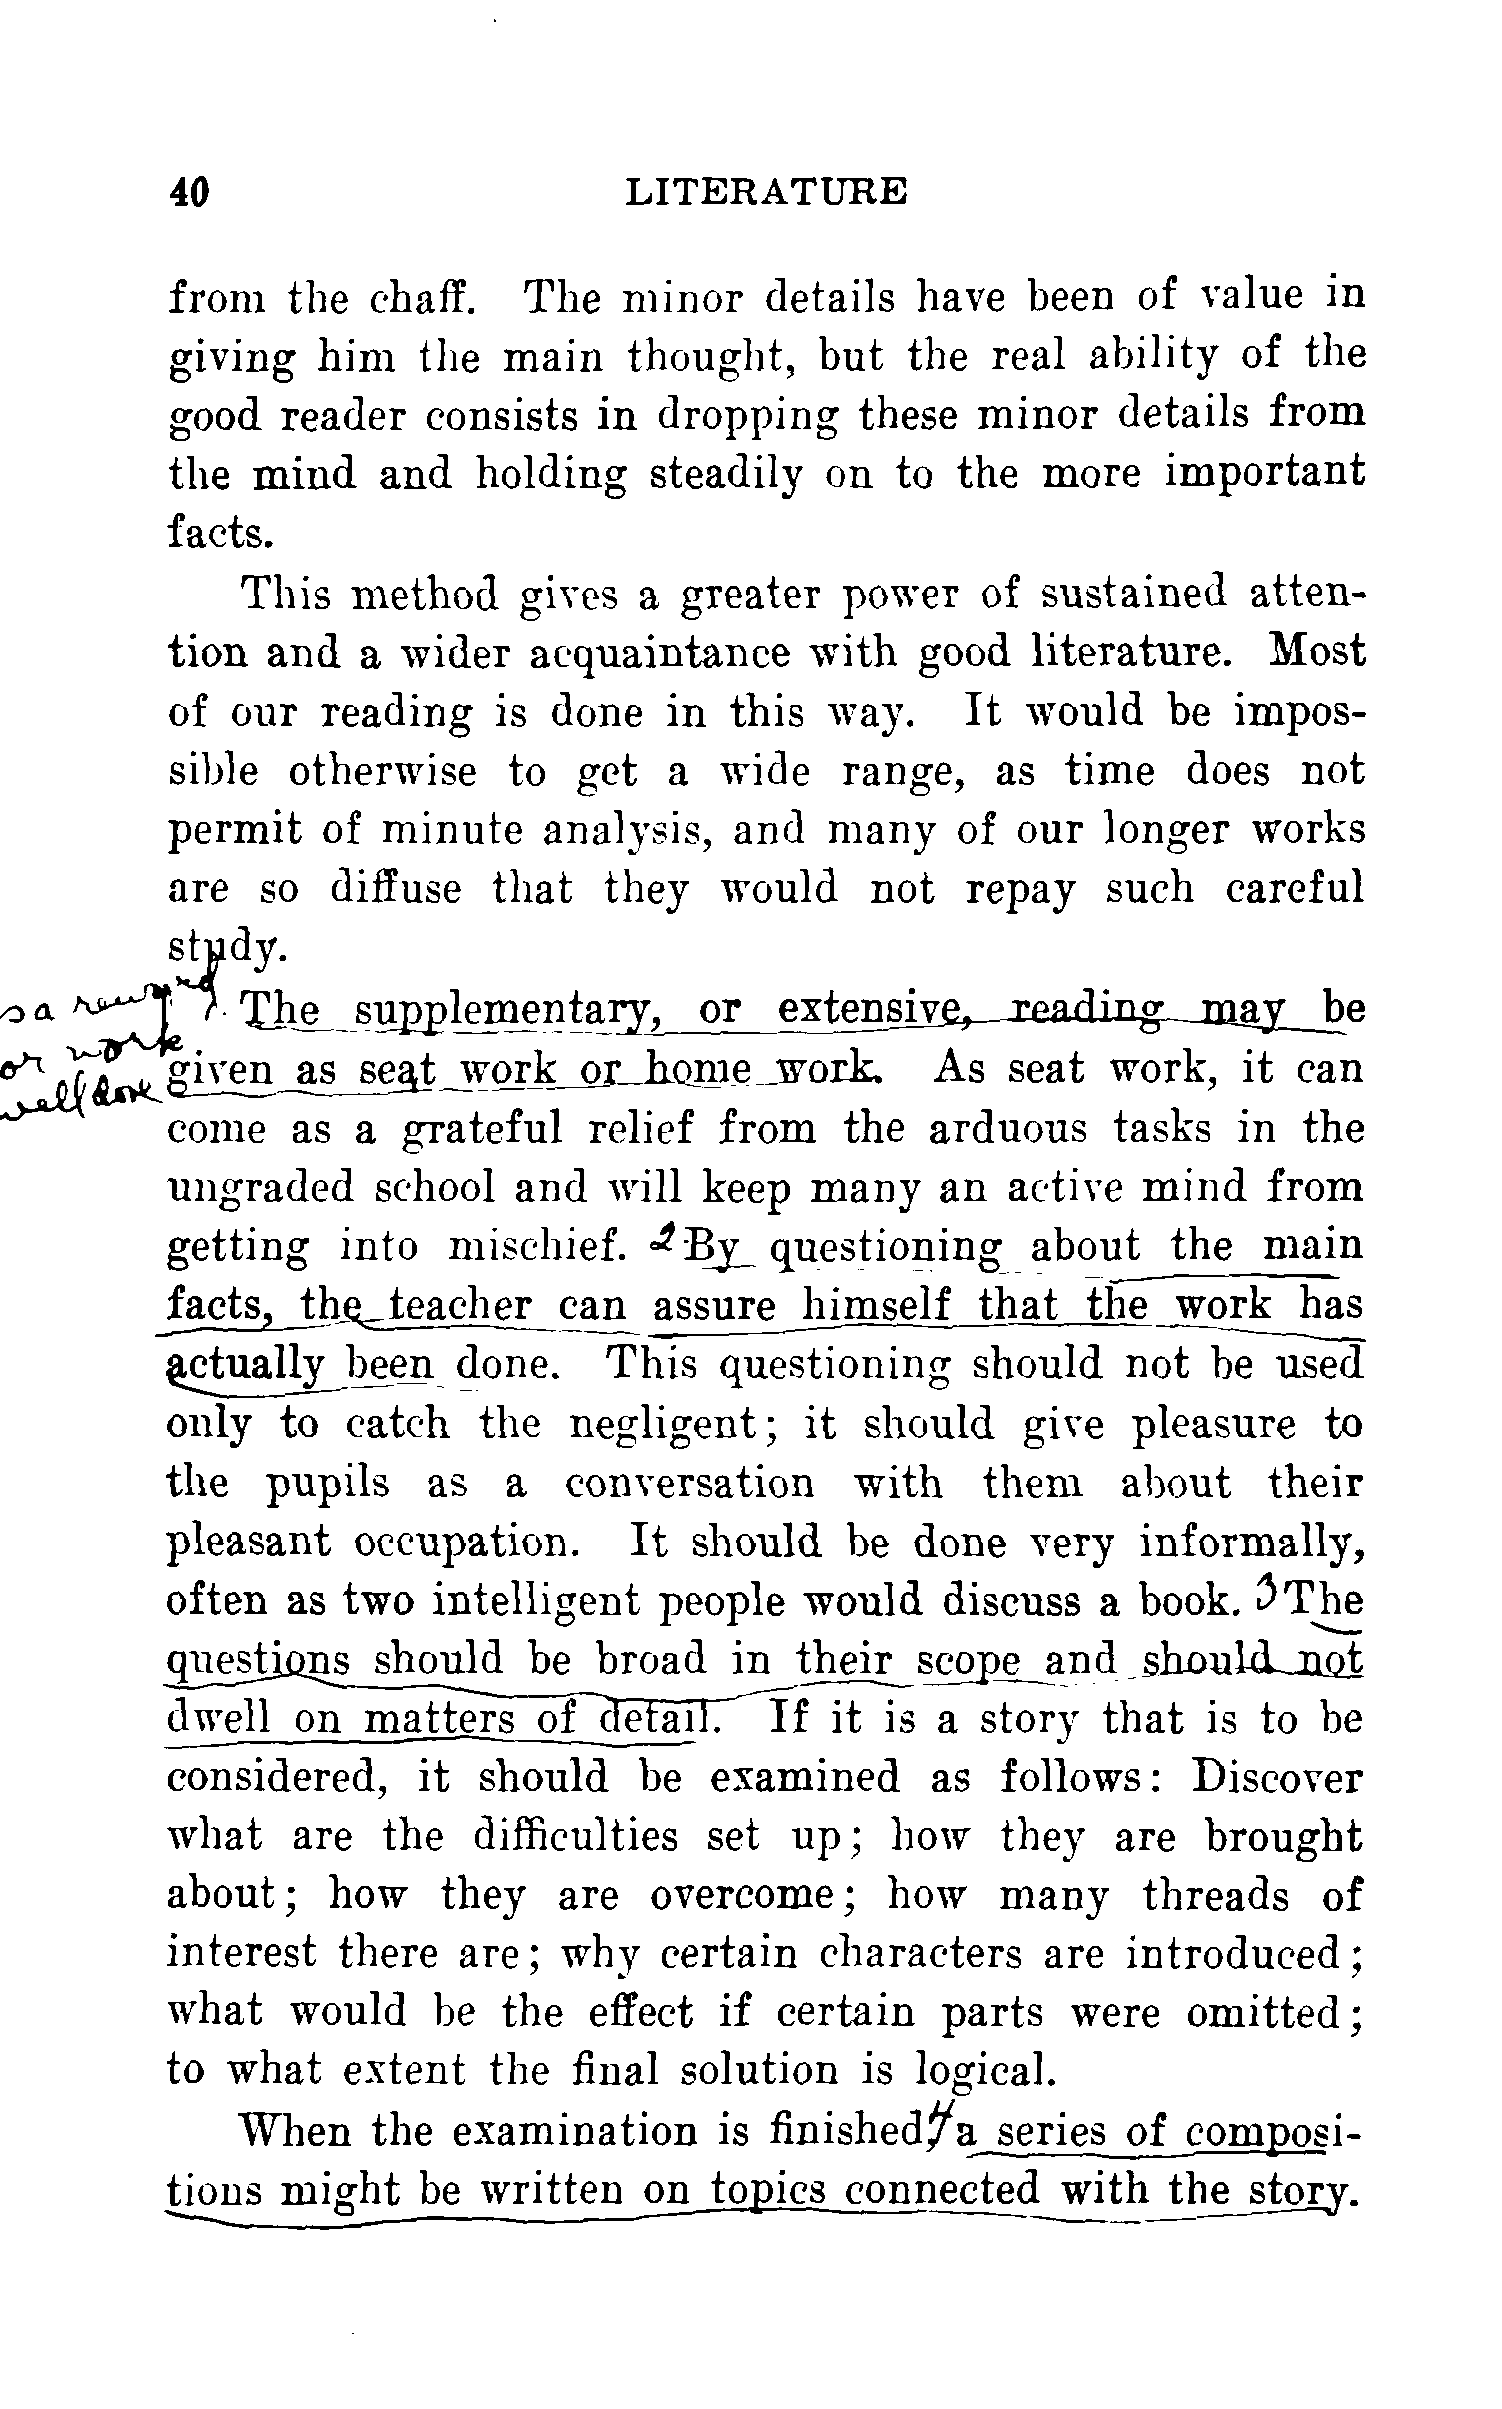 40 LITERATURE
from the chaff. The minor details have been of value in
giving him the main thought, but the real ability of the
good reader consists in dropping these minor details from
the mind and holding steadily on to the more important
facts.
This method gives a greater power of sustained atten-
tion and a wider acquaintance with good literature. Most
of our reading is done in this way. It would be impos-
sible otherwise to get a wide range, as time does not
permit of minute analysis, and many of our longer works
are so diffuse that they would not repay such careful
study.
s a reward
or work
well done
1. The supplementary, or extensive, reading may be
given as seat work or home work. As seat work, it can
come as a grateful relief from the arduous tasks in the
ungraded school and will keep many an active mind from
getting into mischief. 2 By questioning about the main
facts, the teacher can assure himself that the work has
actually been done. This questioning should not be used
only to catch the negligent; it should give pleasure to
the pupils as a conversation with them about their
pleasant occupation. It should be done very informally,
often as two intelligent people would discuss a book. 3 The
questions should be broad in their scope and should not
dwell on matters of detail. If it is a story that is to be
considered, it should be examined as follows: Discover
what are the difficulties set up; how they are brought
about; how they are overcome; how many threads of
interest there are; why certain characters are introduced;
what would be the effect if certain parts were omitted;
to what extent the final solution is logical.
When the examination is finished, 4 a series of composi-
tions might be written on topics connected with the story.